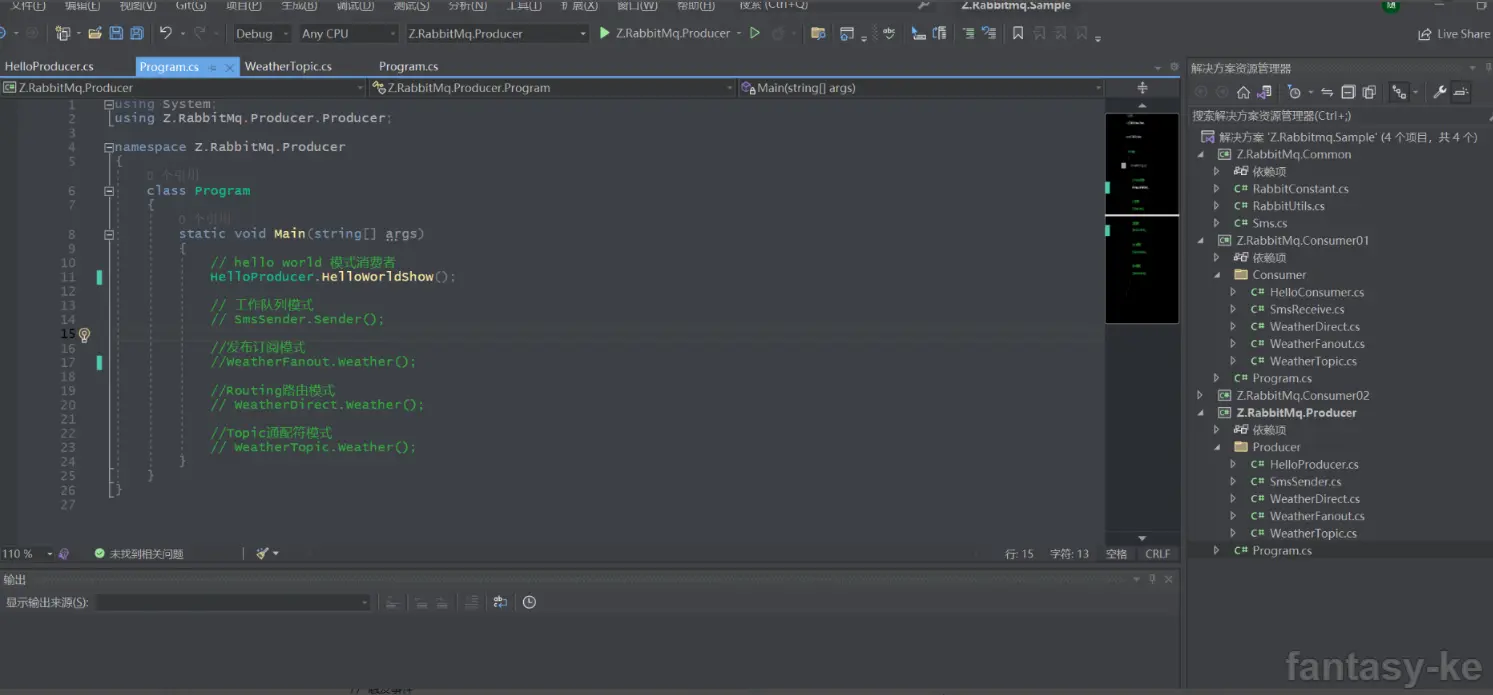 文件(F) 编辑(E) 视图(V) Git(G) 项目(P) 生成(B) 调试(D) 测试(S) 分析(N) 工具(T) 扩展(X) 窗口(W) 帮助(H) 搜索 (Ctrl+Q) Z.Rabbitmq.Sample
Debug Any CPU Z.RabbitMq.Producer Z.RabbitMq.Producer Live Share
HelloProducer.cs Program.cs WeatherTopic.cs Program.cs
Z.RabbitMq.Producer Z.RabbitMq.Producer.Program Main(string[] args)
1 using System;
2 using Z.RabbitMq.Producer.Producer;
3
4 namespace Z.RabbitMq.Producer
5 {
0 个引用
6 class Program
7 {
0 个引用
8 static void Main(string[] args)
9 {
10 // hello world 模式消费者
11 HelloProducer.HelloWorldShow();
12
13 // 工作队列模式
14 // SmsSender.Sender();
15
16 //发布订阅模式
17 //WeatherFanout.Weather();
18
19 //Routing路由模式
20 // WeatherDirect.Weather();
21
22 //Topic通配符模式
23 // WeatherTopic.Weather();
24 }
25 }
26 }
27
110 % 未找到相关问题 行: 15 字符: 13 空格 CRLF
输出
显示输出来源(S):
解决方案资源管理器
搜索解决方案资源管理器(Ctrl+;)
解决方案 'Z.Rabbitmq.Sample' (4 个项目，共 4 个)
Z.RabbitMq.Common
依赖项
C# RabbitConstant.cs
C# RabbitUtils.cs
C# Sms.cs
Z.RabbitMq.Consumer01
依赖项
Consumer
C# HelloConsumer.cs
C# SmsReceive.cs
C# WeatherDirect.cs
C# WeatherFanout.cs
C# WeatherTopic.cs
C# Program.cs
Z.RabbitMq.Consumer02
Z.RabbitMq.Producer
依赖项
Producer
C# HelloProducer.cs
C# SmsSender.cs
C# WeatherDirect.cs
C# WeatherFanout.cs
C# WeatherTopic.cs
C# Program.cs
fantasy-ke